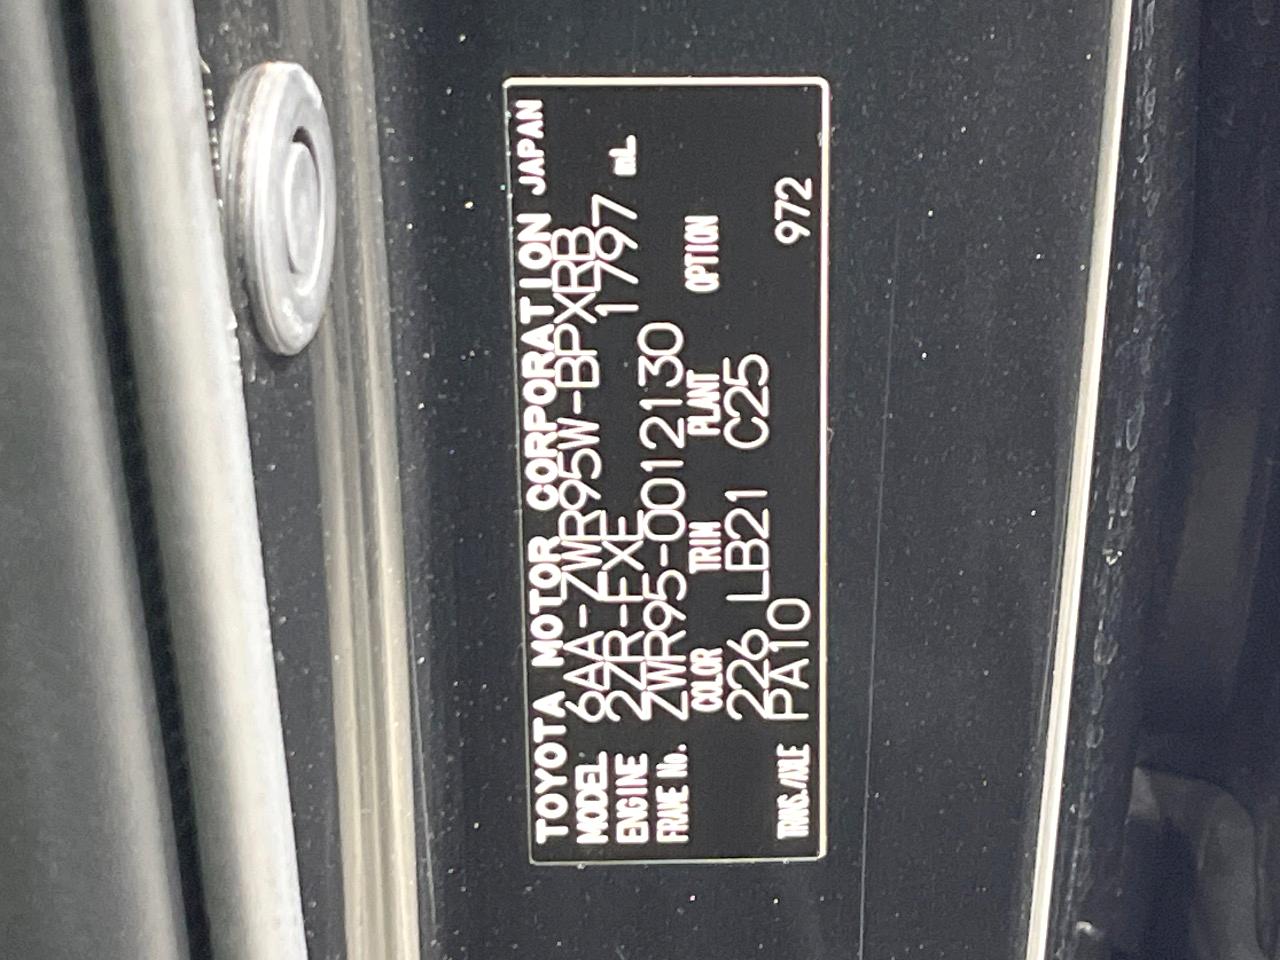 TOYOTA MOTOR CORPORATION JAPAN
MODEL 6AA-ZWR95W-BPXRB
ENGINE 2ZR-FXE 1797 mL
FRAME No. ZWR95-0012130
COLOR TRIM PLANT OPTION
226 LB21 C25
TRANS./AXLE PA10 972